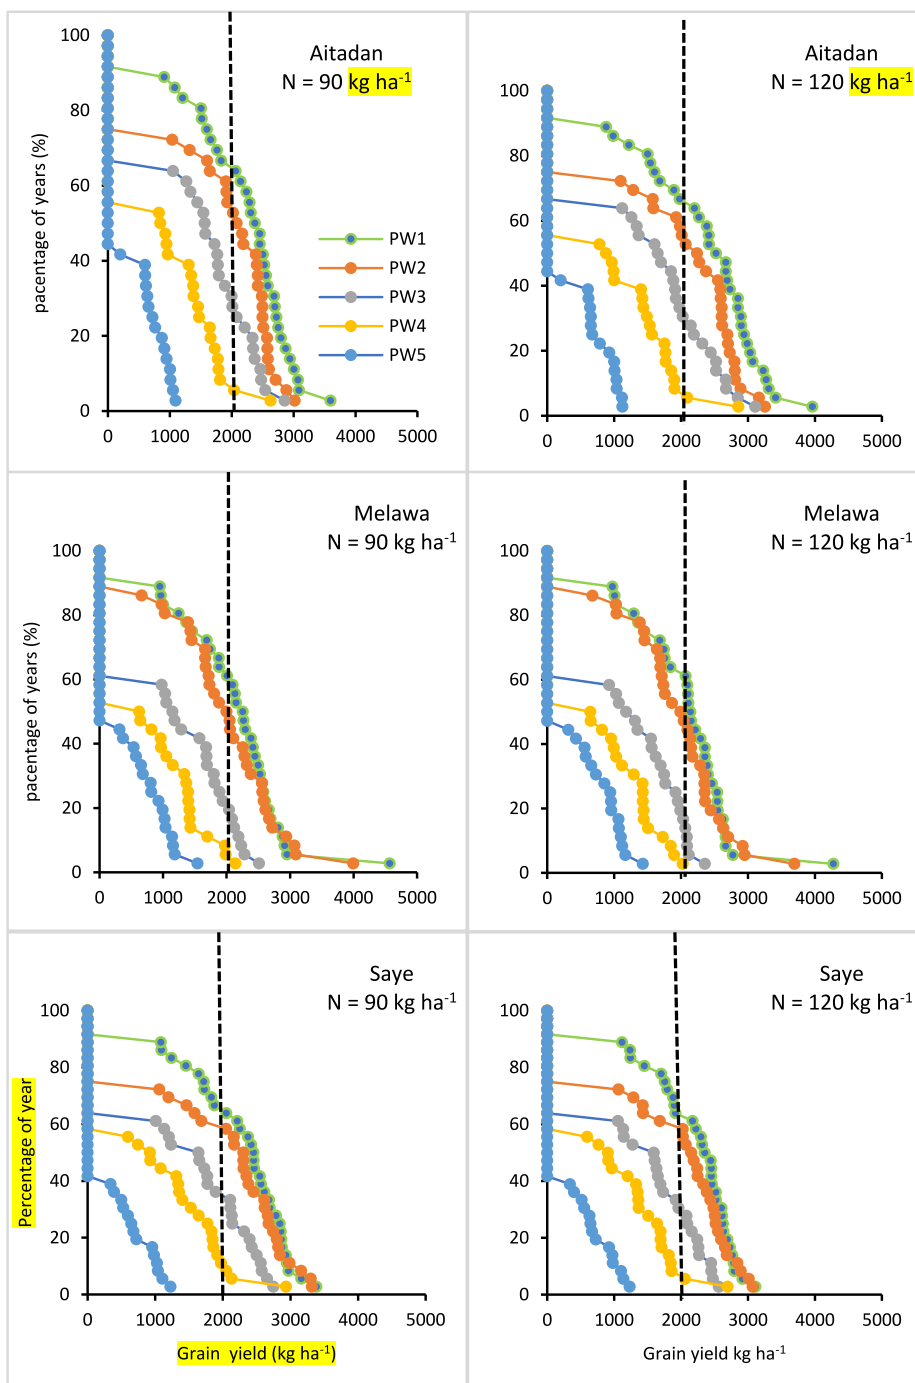 Aitadan
N = 90 kg ha⁻¹
100
80
60
40
20
0
pacentage of years (%)
PW1
PW2
PW3
PW4
PW5
0 1000 2000 3000 4000 5000
Aitadan
N = 120 kg ha⁻¹
100
80
60
40
20
0
0 1000 2000 3000 4000 5000
Melawa
N = 90 kg ha⁻¹
100
80
60
40
20
0
pacentage of years (%)
0 1000 2000 3000 4000 5000
Melawa
N = 120 kg ha⁻¹
100
80
60
40
20
0
0 1000 2000 3000 4000 5000
Saye
N = 90 kg ha⁻¹
100
80
60
40
20
0
Percentage of year
0 1000 2000 3000 4000 5000
Grain yield (kg ha⁻¹)
Saye
N = 120 kg ha⁻¹
100
80
60
40
20
0
0 1000 2000 3000 4000 5000
Grain yield kg ha⁻¹